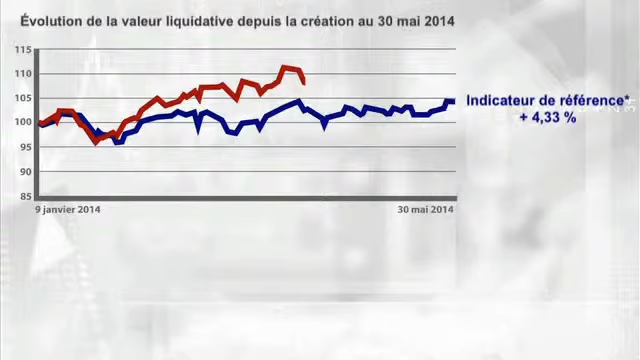 Évolution de la valeur liquidative depuis la création au 30 mai 2014
115
110
105
100
95
90
85
9 janvier 2014
30 mai 2014
Indicateur de référence*
+ 4,33 %